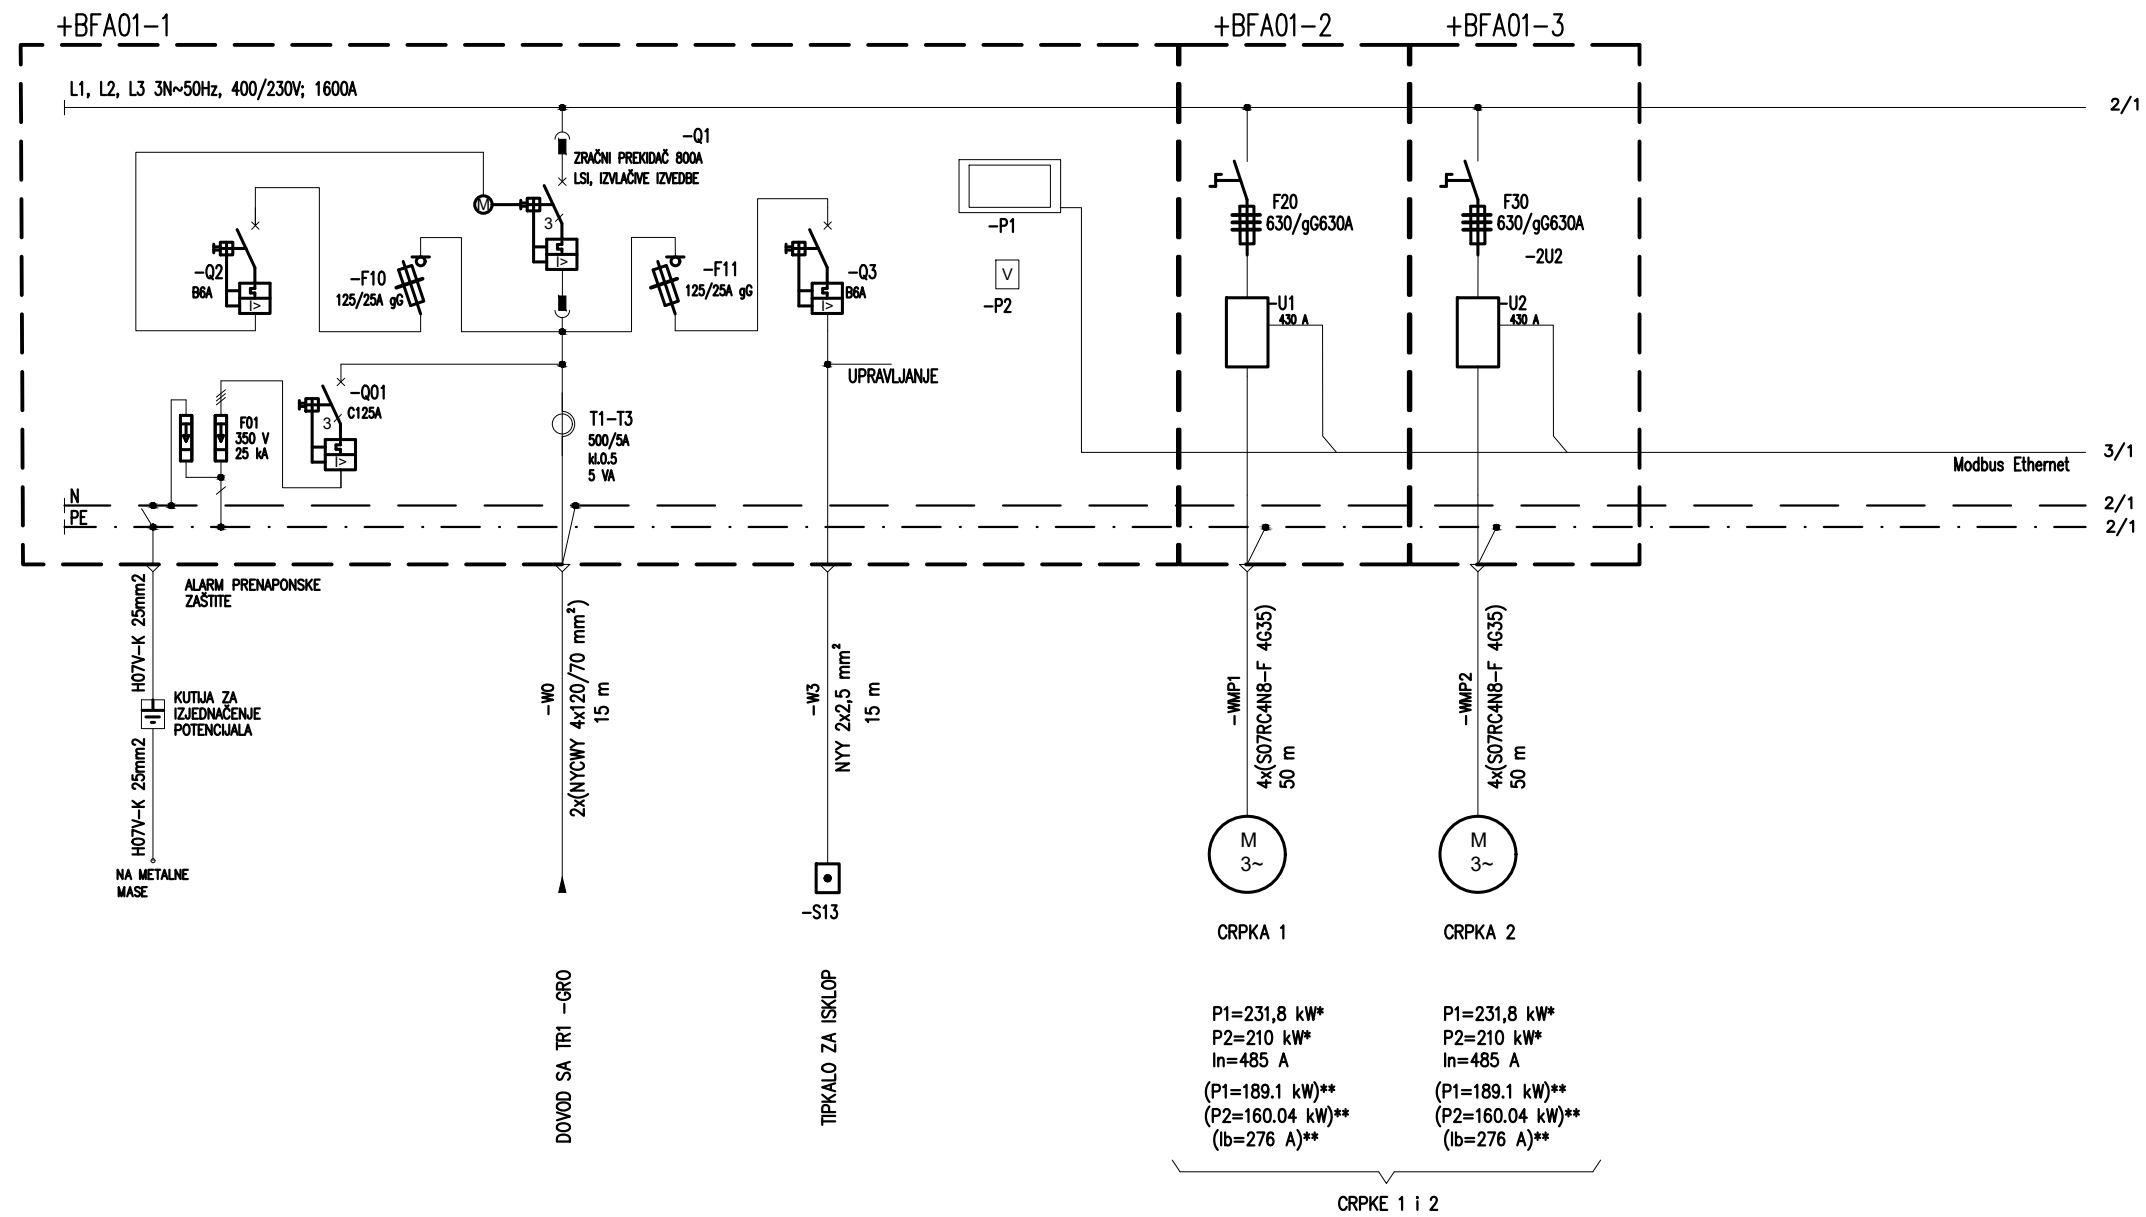 +BFA01-1
+BFA01-2
+BFA01-3
L1, L2, L3 3N~50Hz, 400/230V; 1600A
2/1
-Q1
ZRAČNI PREKIDAČ 800A
LSI, IZVLAČIVE IZVEDBE
M
3
I>
-Q2
B6A
I>
-F10
125/25A gG
-F11
125/25A gG
-Q3
B6A
I>
-P1
V
-P2
F20
630/gG630A
F30
630/gG630A
-2U2
-U1
430 A
-U2
430 A
UPRAVLJANJE
-Q01
C125A
3
I>
F01
350 V
25 kA
T1-T3
500/5A
kl.0.5
5 VA
3/1
Modbus Ethernet
N
2/1
PE
2/1
ALARM PRENAPONSKE
ZAŠTITE
H07V-K 25mm2
KUTIJA ZA
IZJEDNAČENJE
POTENCIJALA
H07V-K 25mm2
NA METALNE
MASE
-W0
2x(NYCWY 4x120/70 mm²)
15 m
-W3
NYY 2x2,5 mm²
15 m
-WMP1
4x(S07RC4N8-F 4G35)
50 m
-WMP2
4x(S07RC4N8-F 4G35)
50 m
M
3~
M
3~
-S13
CRPKA 1
CRPKA 2
DOVOD SA TR1 -GRO
TIPKALO ZA ISKLOP
P1=231,8 kW*
P2=210 kW*
In=485 A
(P1=189.1 kW)**
(P2=160.04 kW)**
(Ib=276 A)**
P1=231,8 kW*
P2=210 kW*
In=485 A
(P1=189.1 kW)**
(P2=160.04 kW)**
(Ib=276 A)**
CRPKE 1 i 2